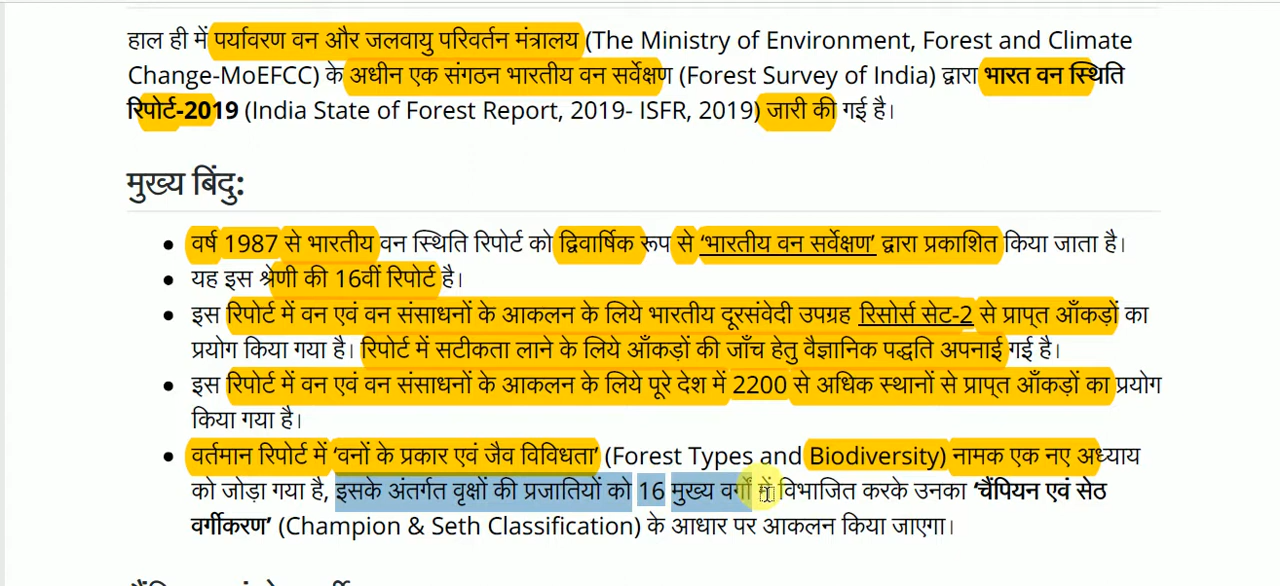 हाल ही में पर्यावरण वन और जलवायु परिवर्तन मंत्रालय (The Ministry of Environment, Forest and Climate
Change-MoEFCC) के अधीन एक संगठन भारतीय वन सर्वेक्षण (Forest Survey of India) द्वारा भारत वन स्थिति
रिपोर्ट-2019 (India State of Forest Report, 2019- ISFR, 2019) जारी की गई है।
मुख्य बिंदु:
● वर्ष 1987 से भारतीय वन स्थिति रिपोर्ट को द्विवार्षिक रूप से ‘भारतीय वन सर्वेक्षण’ द्वारा प्रकाशित किया जाता है।
● यह इस श्रेणी की 16वीं रिपोर्ट है।
● इस रिपोर्ट में वन एवं वन संसाधनों के आकलन के लिये भारतीय दूरसंवेदी उपग्रह रिसोर्स सेट-2 से प्राप्त आँकड़ों का
प्रयोग किया गया है। रिपोर्ट में सटीकता लाने के लिये आँकड़ों की जाँच हेतु वैज्ञानिक पद्धति अपनाई गई है।
● इस रिपोर्ट में वन एवं वन संसाधनों के आकलन के लिये पूरे देश में 2200 से अधिक स्थानों से प्राप्त आँकड़ों का प्रयोग
किया गया है।
● वर्तमान रिपोर्ट में ‘वनों के प्रकार एवं जैव विविधता’ (Forest Types and Biodiversity) नामक एक नए अध्याय
को जोड़ा गया है, इसके अंतर्गत वृक्षों की प्रजातियों को 16 मुख्य वर्गों में विभाजित करके उनका ‘चैंपियन एवं सेठ
वर्गीकरण’ (Champion & Seth Classification) के आधार पर आकलन किया जाएगा।